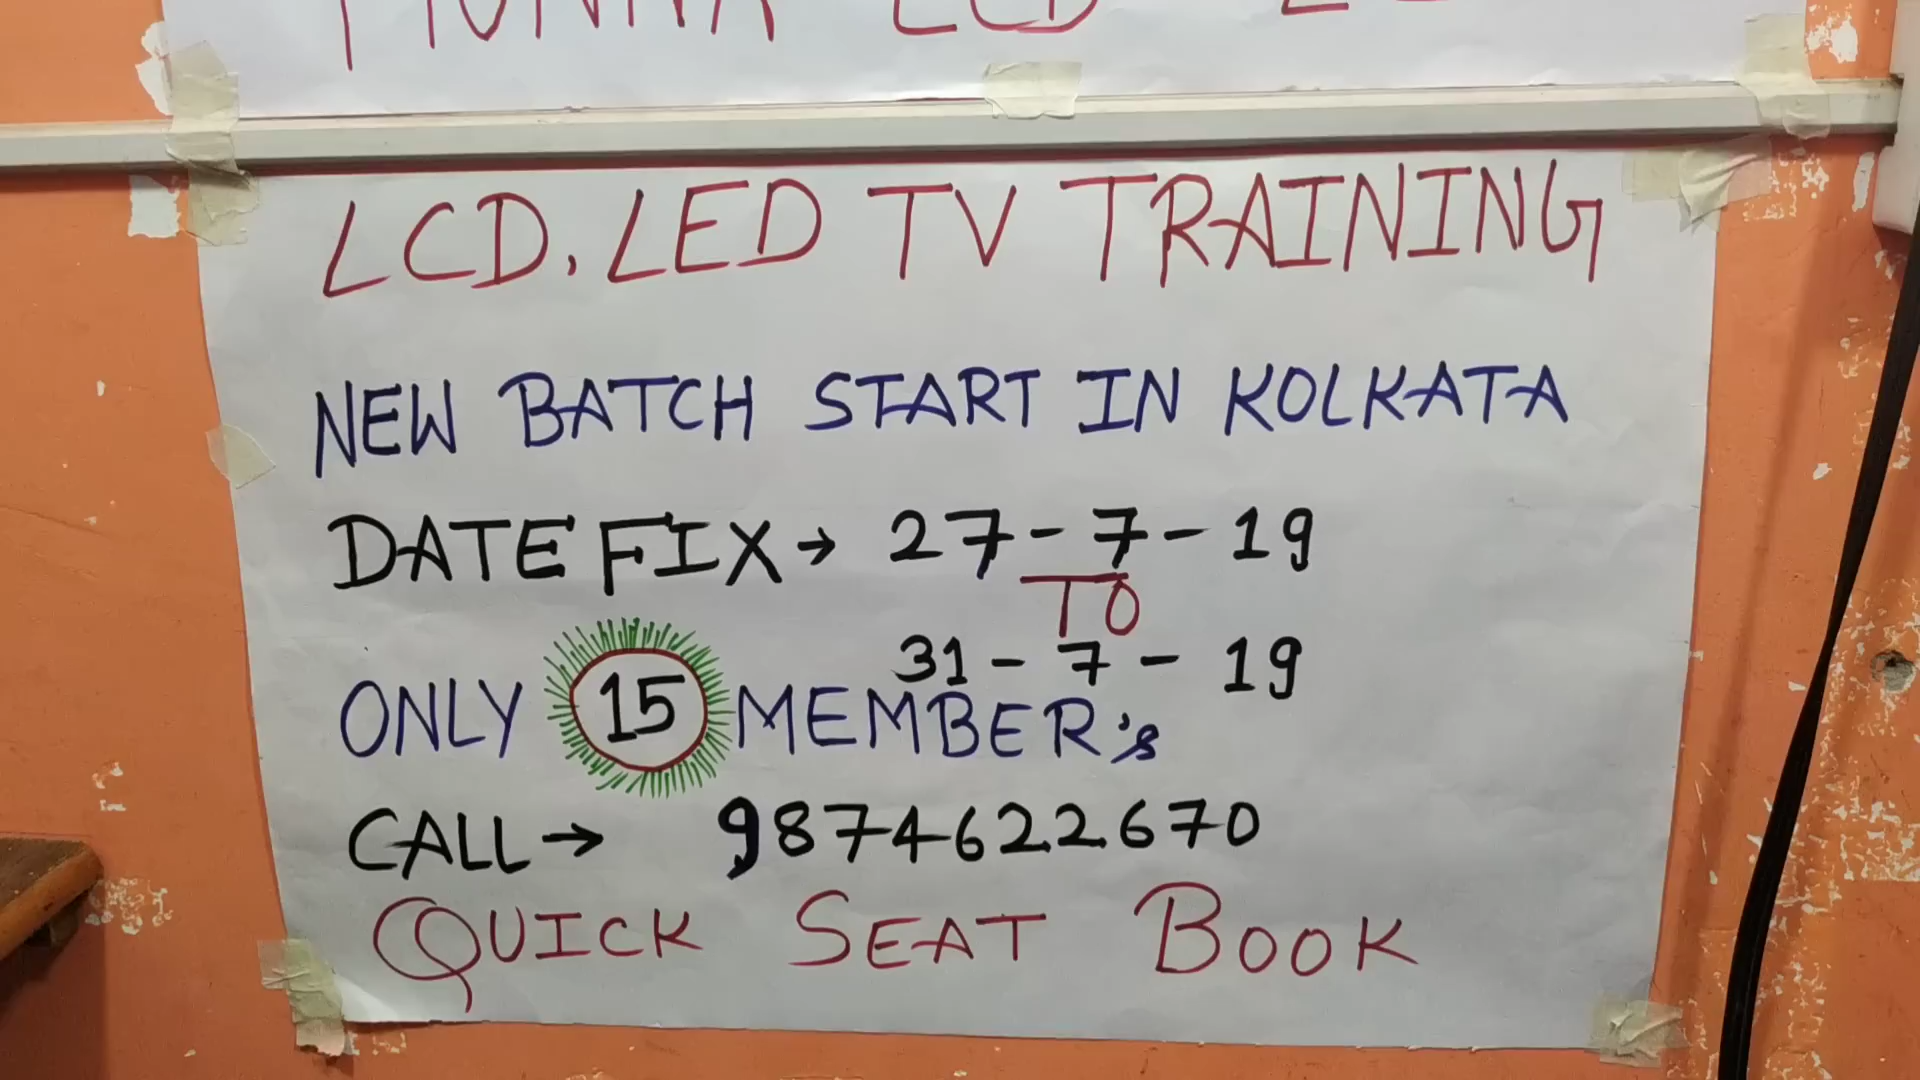 LCD
LCD, LED TV TRAINING
NEW BATCH START IN KOLKATA
DATE FIX → 27-7-19
TO
31-7-19
ONLY 15 MEMBER's
CALL → 9874622670
QUICK SEAT BOOK